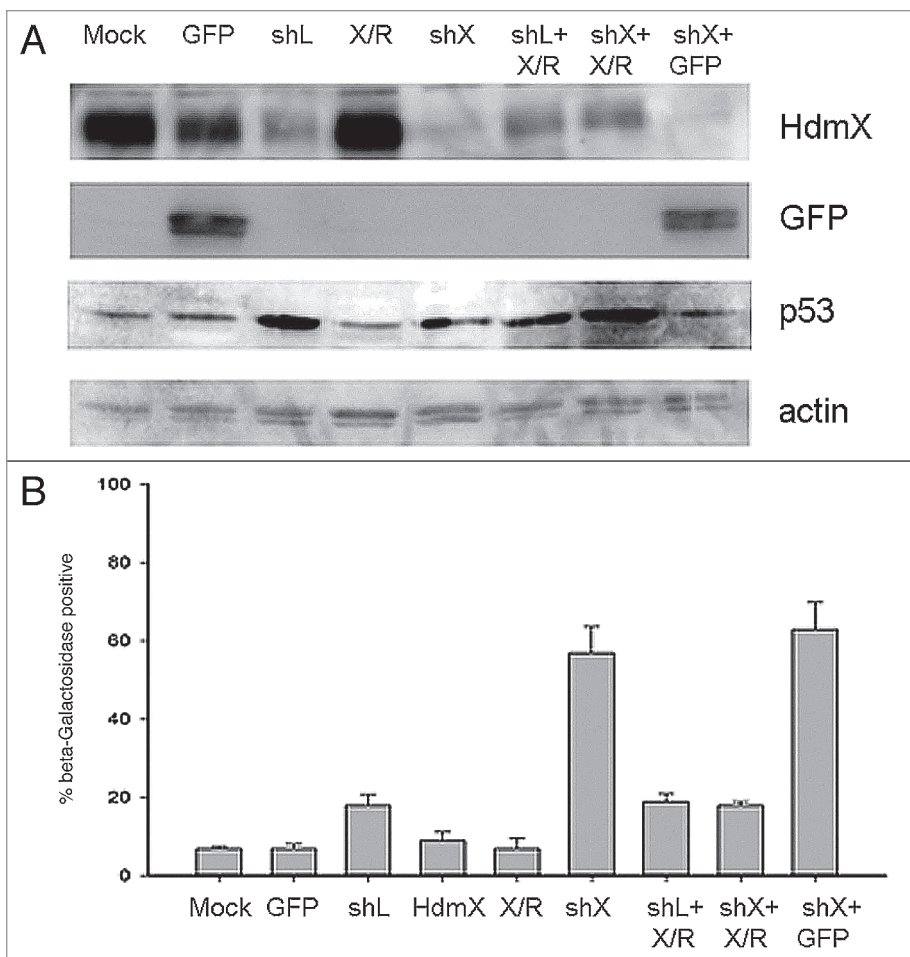 A
Mock GFP shL X/R shX shL+ shX+ shX+
X/R X/R GFP
HdmX
GFP
p53
actin
B
% beta-Galactosidase positive
100
80
60
40
20
0
Mock GFP shL HdmX X/R shX shL+ shX+ shX+
X/R X/R GFP